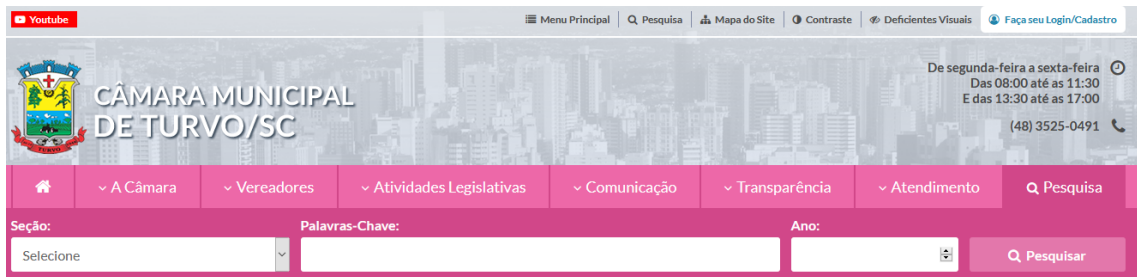 Youtube
Menu Principal
Pesquisa
Mapa do Site
Contraste
Deficientes Visuais
Faça seu Login/Cadastro
CÂMARA MUNICIPAL
DE TURVO/SC
De segunda-feira a sexta-feira
Das 08:00 até as 11:30
E das 13:30 até as 17:00
(48) 3525-0491
TURVO
A Câmara
Vereadores
Atividades Legislativas
Comunicação
Transparência
Atendimento
Pesquisa
Seção:
Palavras-Chave:
Ano:
Selecione
Pesquisar